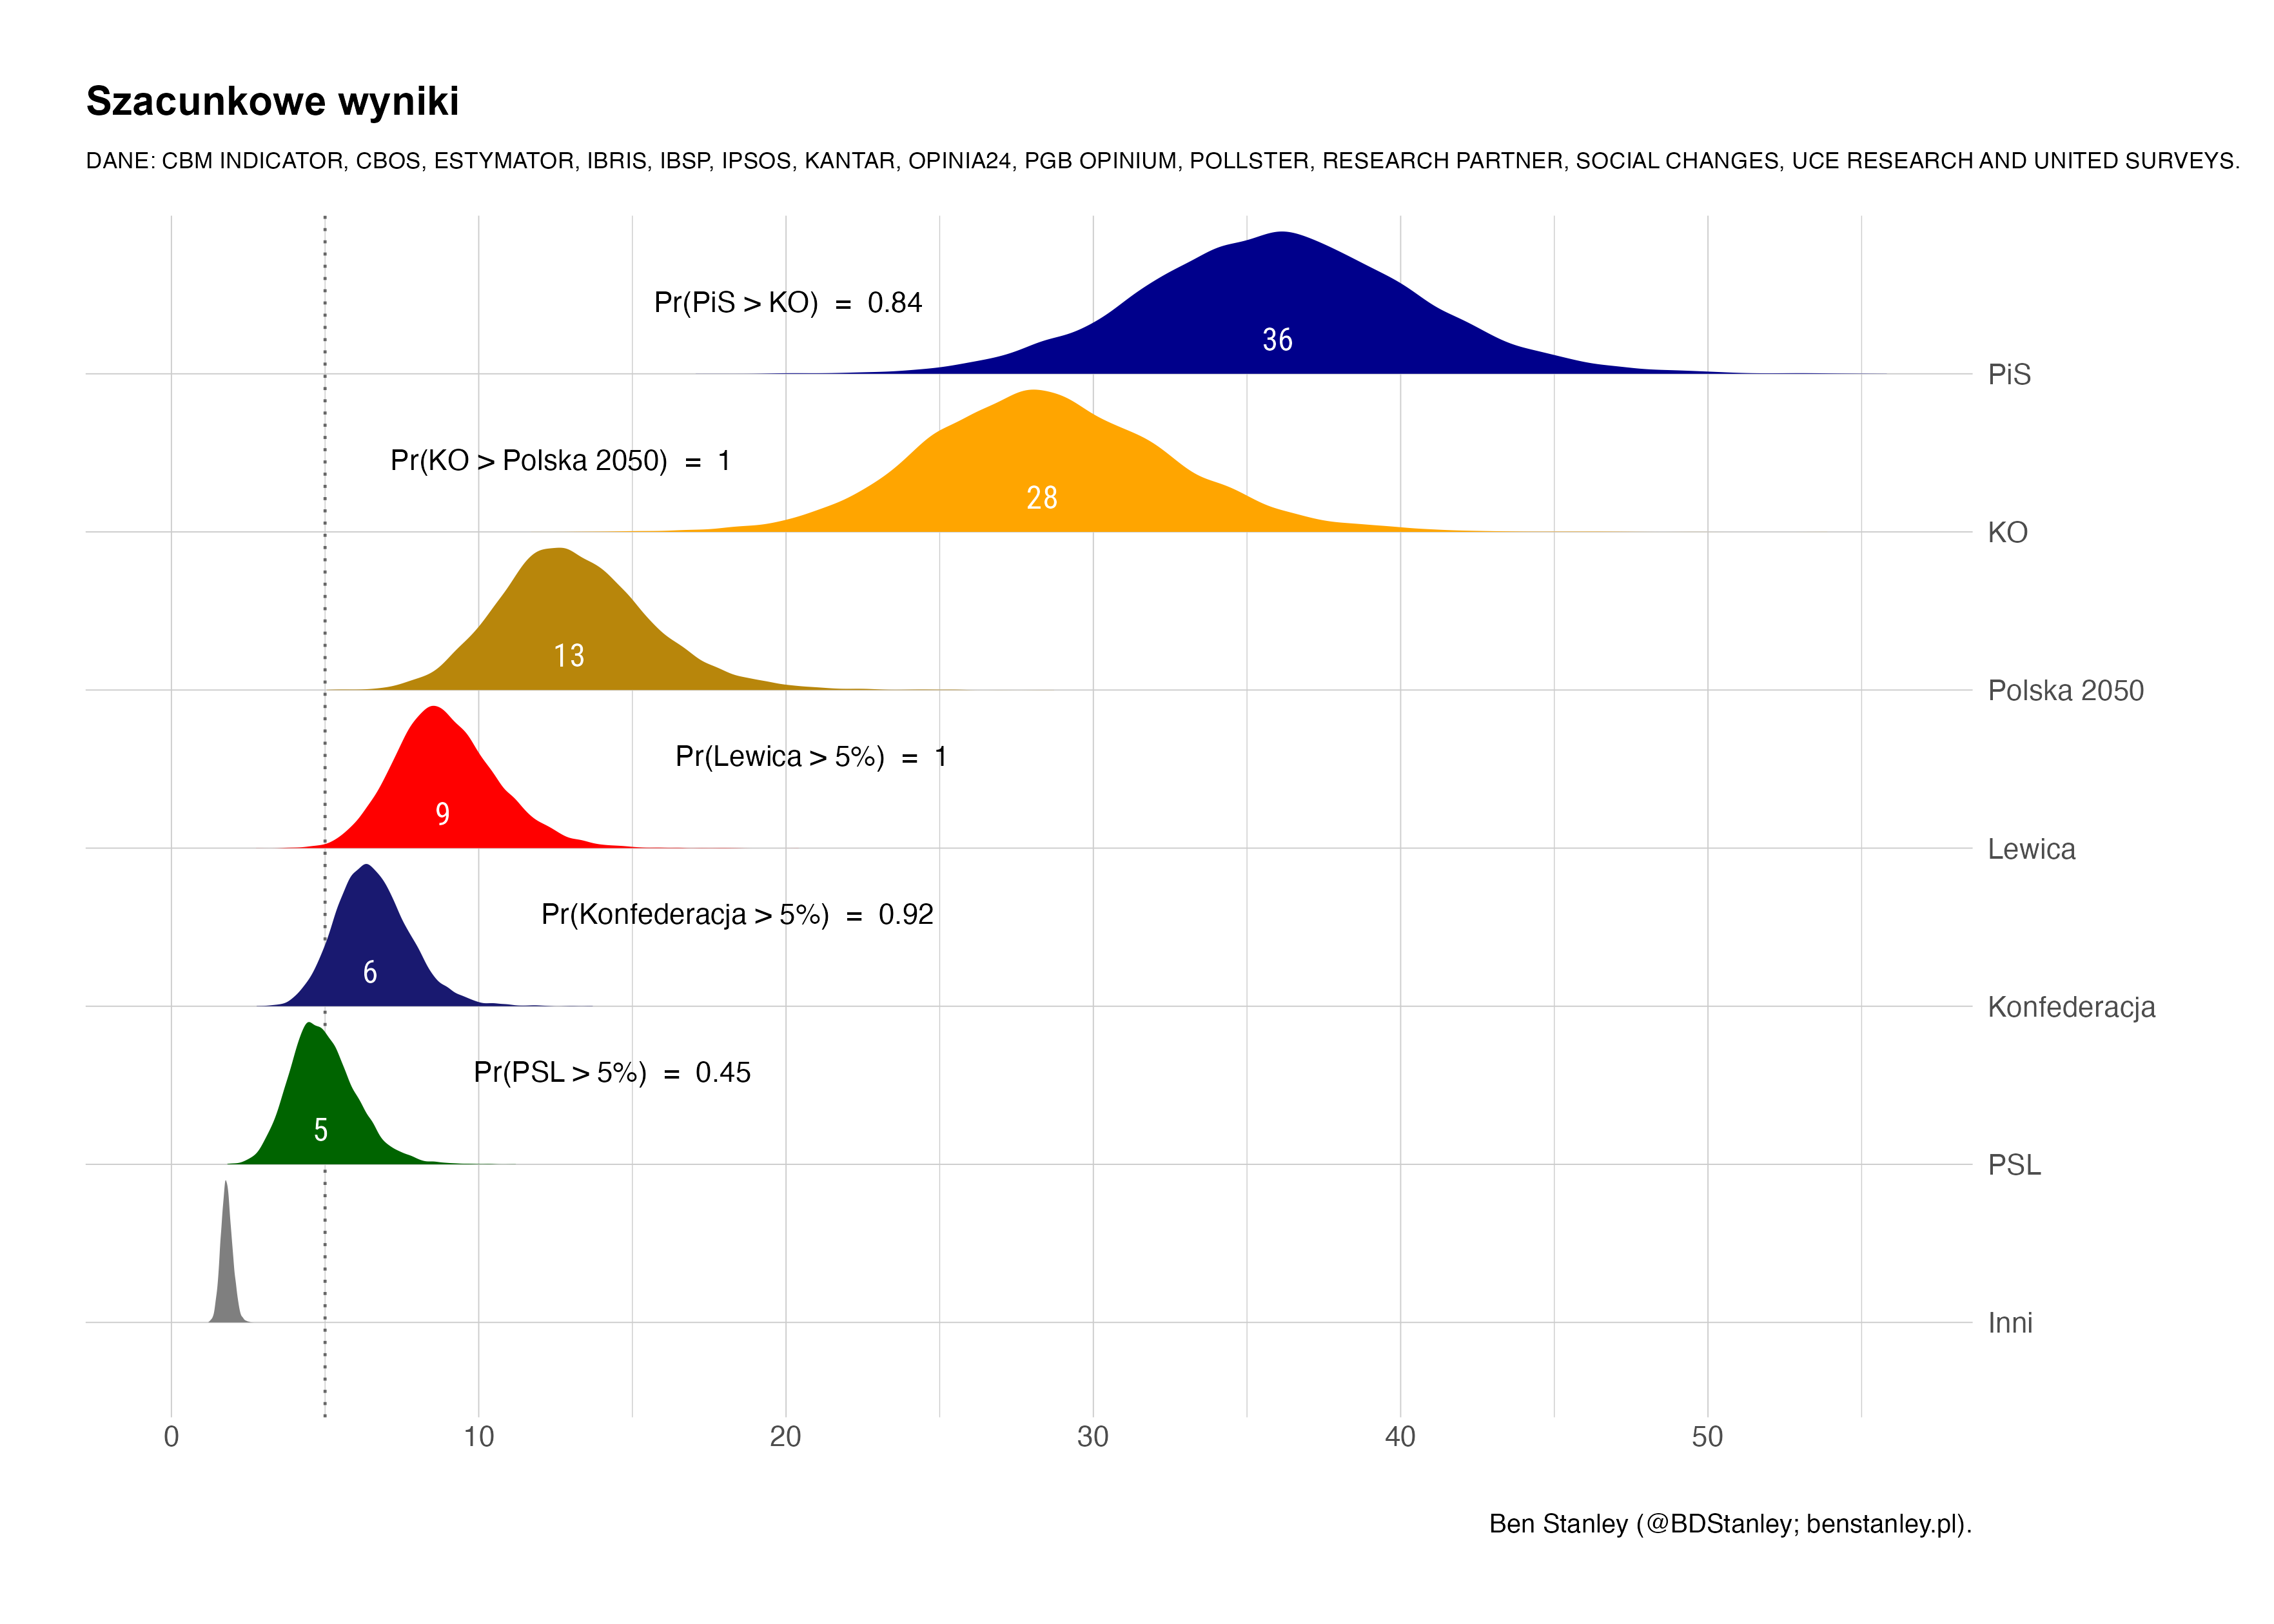 Szacunkowe wyniki
DANE: CBM INDICATOR, CBOS, ESTYMATOR, IBRIS, IBSP, IPSOS, KANTAR, OPINIA24, PGB OPINIUM, POLLSTER, RESEARCH PARTNER, SOCIAL CHANGES, UCE RESEARCH AND UNITED SURVEYS.
Pr(PiS > KO) = 0.84
36
PiS
Pr(KO > Polska 2050) = 1
28
KO
13
Polska 2050
Pr(Lewica > 5%) = 1
9
Lewica
Pr(Konfederacja > 5%) = 0.92
6
Konfederacja
Pr(PSL > 5%) = 0.45
5
PSL
Inni
0 10 20 30 40 50
Ben Stanley (@BDStanley; benstanley.pl).